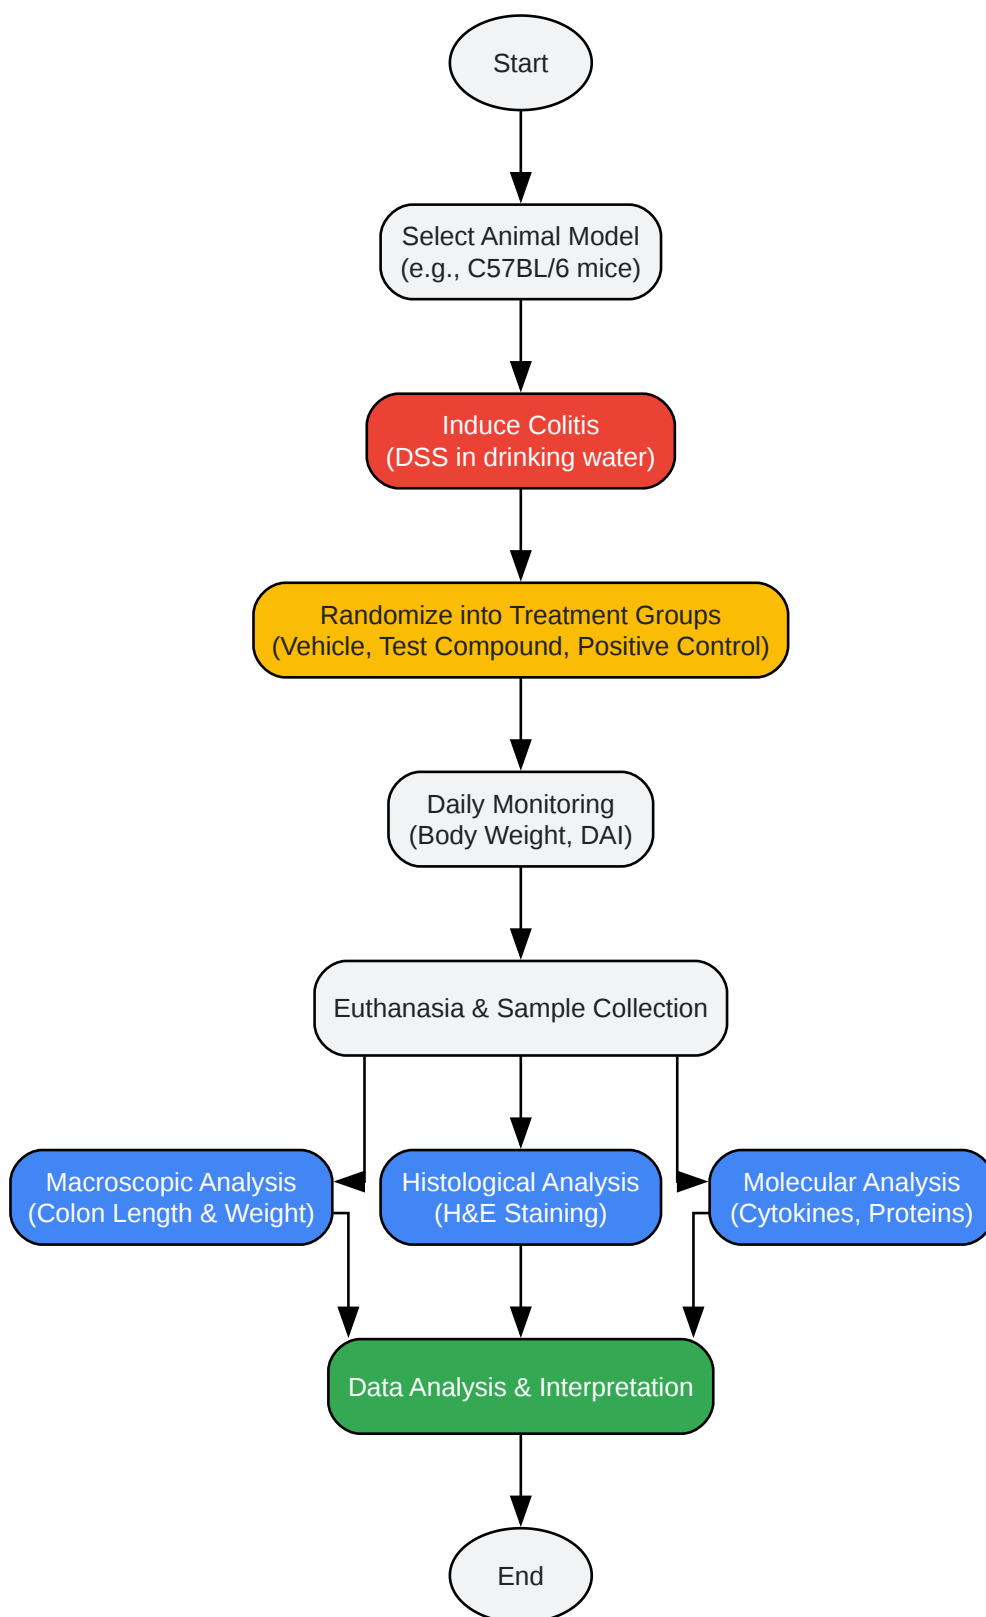 Start
Select Animal Model
(e.g., C57BL/6 mice)
Induce Colitis
(DSS in drinking water)
Randomize into Treatment Groups
(Vehicle, Test Compound, Positive Control)
Daily Monitoring
(Body Weight, DAI)
Euthanasia & Sample Collection
Macroscopic Analysis
(Colon Length & Weight)
Histological Analysis
(H&E Staining)
Molecular Analysis
(Cytokines, Proteins)
Data Analysis & Interpretation
End